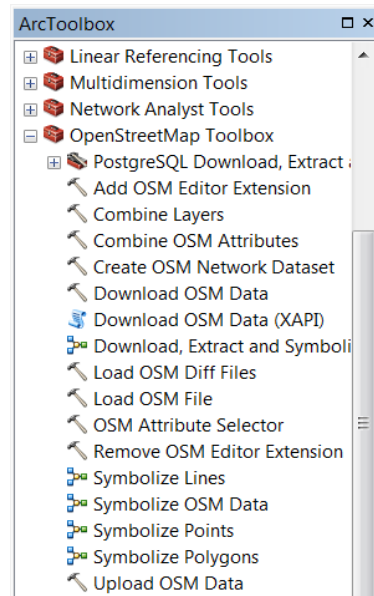 ArcToolbox
Linear Referencing Tools
Multidimension Tools
Network Analyst Tools
OpenStreetMap Toolbox
PostgreSQL Download, Extract
Add OSM Editor Extension
Combine Layers
Combine OSM Attributes
Create OSM Network Dataset
Download OSM Data
Download OSM Data (XAPI)
Download, Extract and Symboli
Load OSM Diff Files
Load OSM File
OSM Attribute Selector
Remove OSM Editor Extension
Symbolize Lines
Symbolize OSM Data
Symbolize Points
Symbolize Polygons
Upload OSM Data